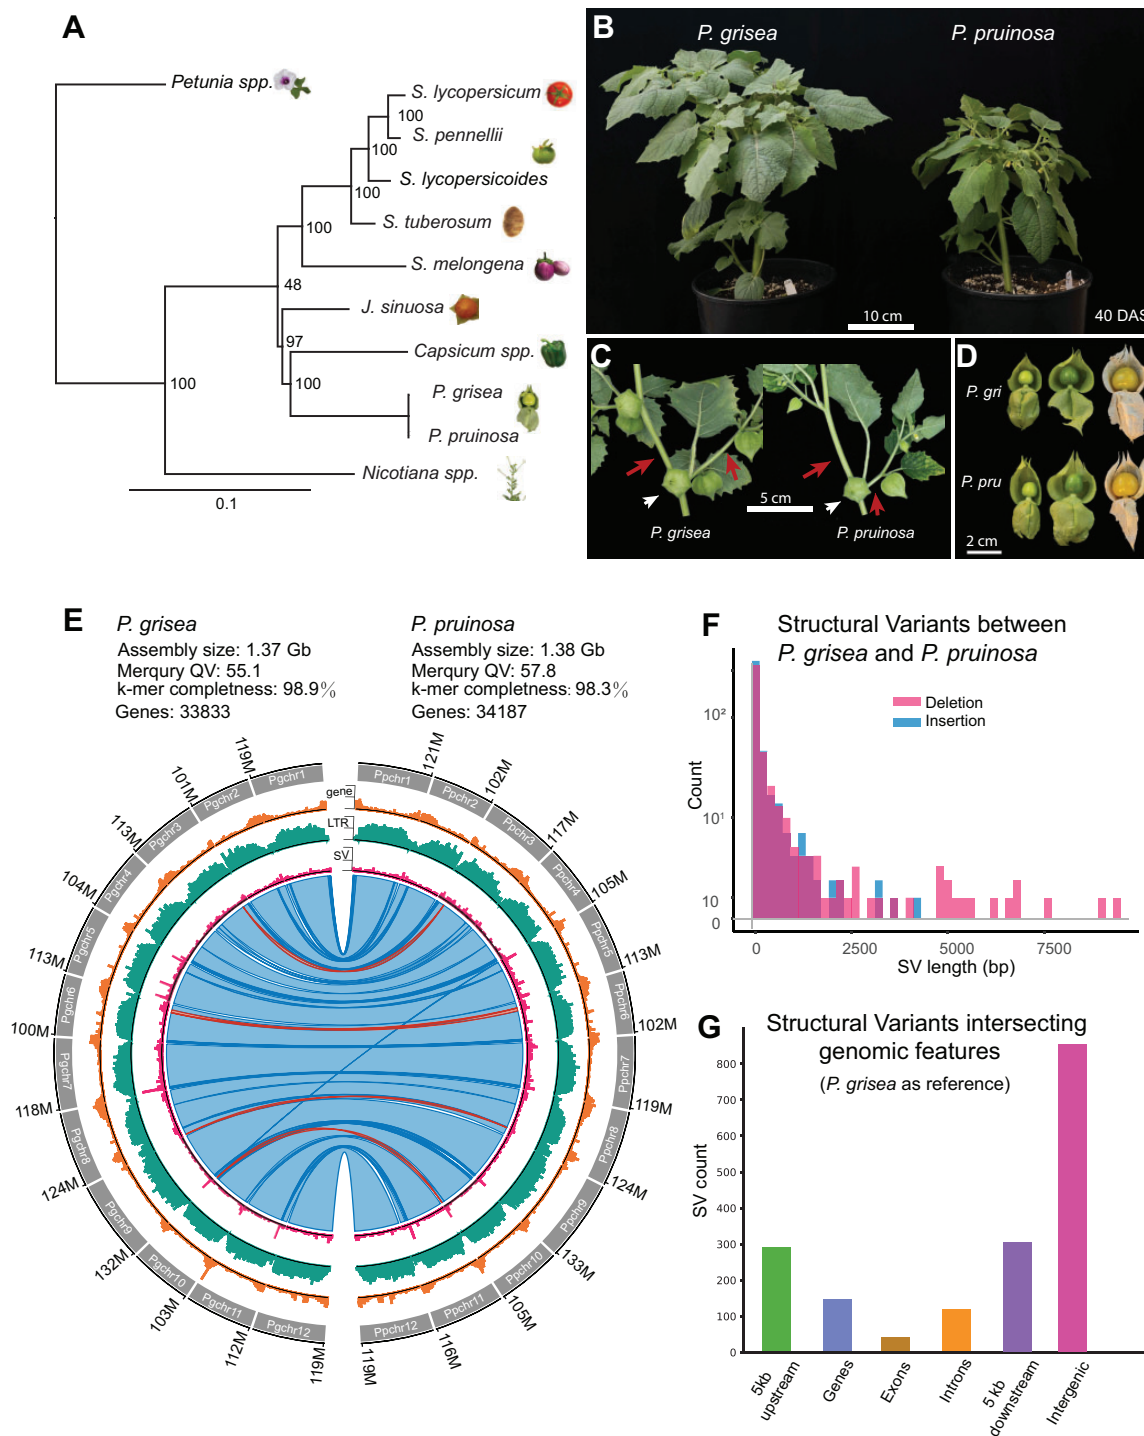 A
Petunia spp.
S. lycopersicum
100
S. pennellii
100
S. lycopersicoides
100
S. tuberosum
100
S. melongena
48
J. sinuosa
97
Capsicum spp.
100
100
P. grisea
P. pruinosa
Nicotiana spp.
0.1
B
P. grisea
P. pruinosa
10 cm
40 DAS
C
5 cm
P. grisea
P. pruinosa
D
P. gri
P. pru
2 cm
E
P. grisea
Assembly size: 1.37 Gb
Merqury QV: 55.1
k-mer completness: 98.9%
Genes: 33833
P. pruinosa
Assembly size: 1.38 Gb
Merqury QV: 57.8
k-mer completness: 98.3%
Genes: 34187
gene
LTR
SV
Pgchr1
119M
Pgchr2
101M
Pgchr3
113M
Pgchr4
104M
Pgchr5
113M
Pgchr6
100M
Pgchr7
118M
Pgchr8
124M
Pgchr9
132M
Pgchr10
103M
Pgchr11
112M
Pgchr12
119M
Ppchr1
121M
Ppchr2
102M
Ppchr3
117M
Ppchr4
105M
Ppchr5
113M
Ppchr6
102M
Ppchr7
119M
Ppchr8
124M
Ppchr9
133M
Ppchr10
105M
Ppchr11
116M
Ppchr12
119M
F
Structural Variants between
P. grisea and P. pruinosa
Deletion
Insertion
Count
10²
10¹
10
0
0
2500
5000
7500
SV length (bp)
G
Structural Variants intersecting
genomic features
(P. grisea as reference)
SV count
800
700
600
500
400
300
200
100
0
5kb
upstream
Genes
Exons
Introns
5 kb
downstream
Intergenic